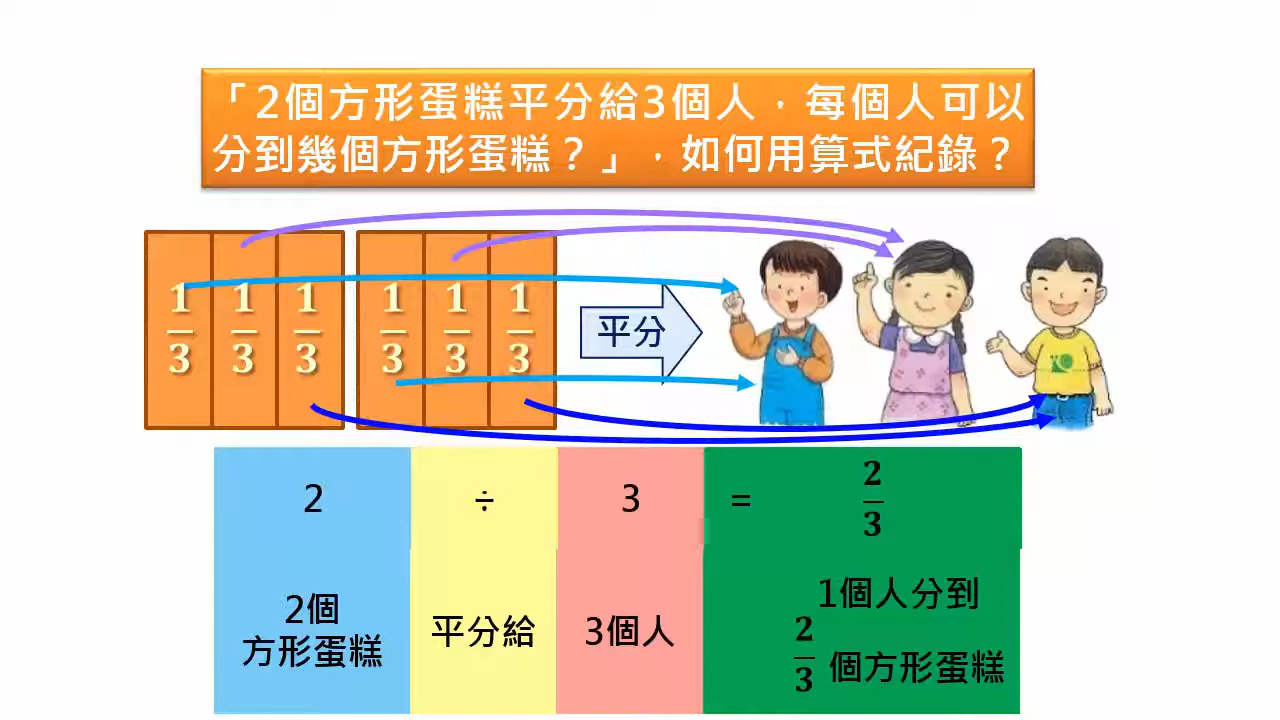 「2個方形蛋糕平分給3個人，每個人可以
分到幾個方形蛋糕？」，如何用算式紀錄？
1/3 1/3 1/3 1/3 1/3 1/3
平分
2 ÷ 3 = 2/3
2個
方形蛋糕
平分給
3個人
1個人分到
2/3 個方形蛋糕